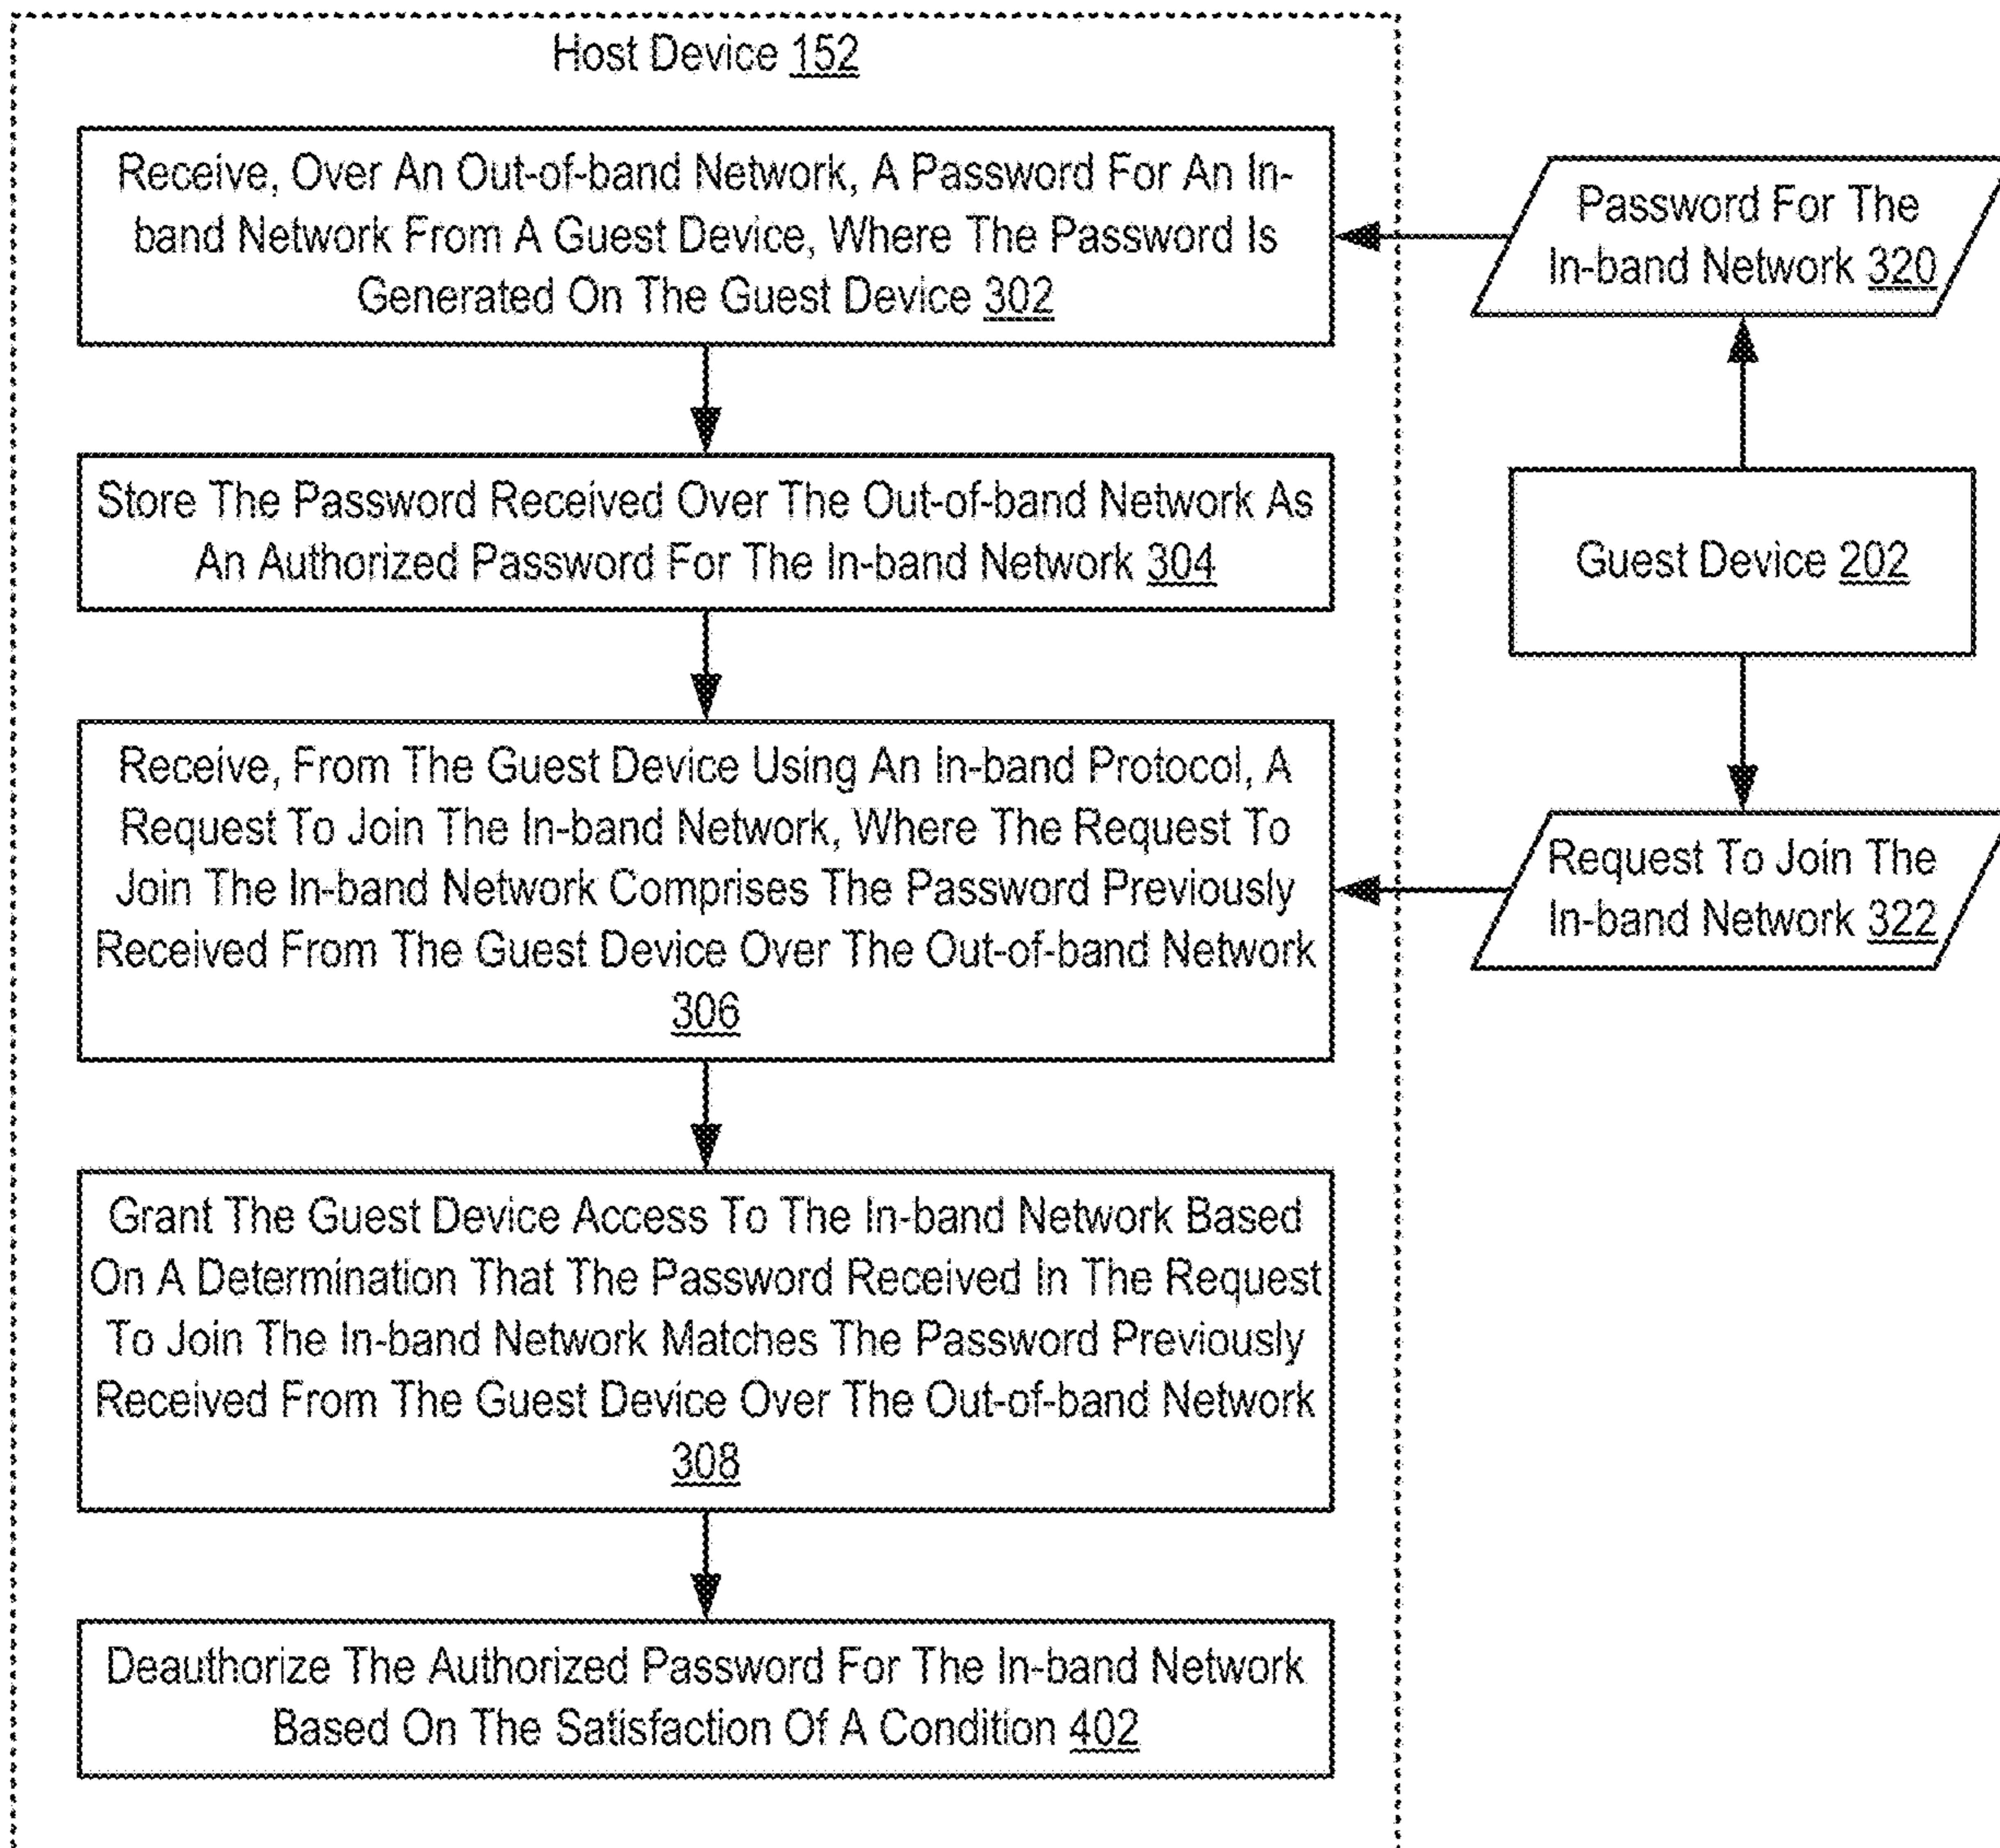 Host Device 152
Receive, Over An Out-of-band Network, A Password For An In-
band Network From A Guest Device, Where The Password Is
Generated On The Guest Device 302
Password For The
In-band Network 320
Store The Password Received Over The Out-of-band Network As
An Authorized Password For The In-band Network 304
Guest Device 202
Receive, From The Guest Device Using An In-band Protocol, A
Request To Join The In-band Network, Where The Request To
Join The In-band Network Comprises The Password Previously
Received From The Guest Device Over The Out-of-band Network
306
Request To Join The
In-band Network 322
Grant The Guest Device Access To The In-band Network Based
On A Determination That The Password Received In The Request
To Join The In-band Network Matches The Password Previously
Received From The Guest Device Over The Out-of-band Network
308
Deauthorize The Authorized Password For The In-band Network
Based On The Satisfaction Of A Condition 402